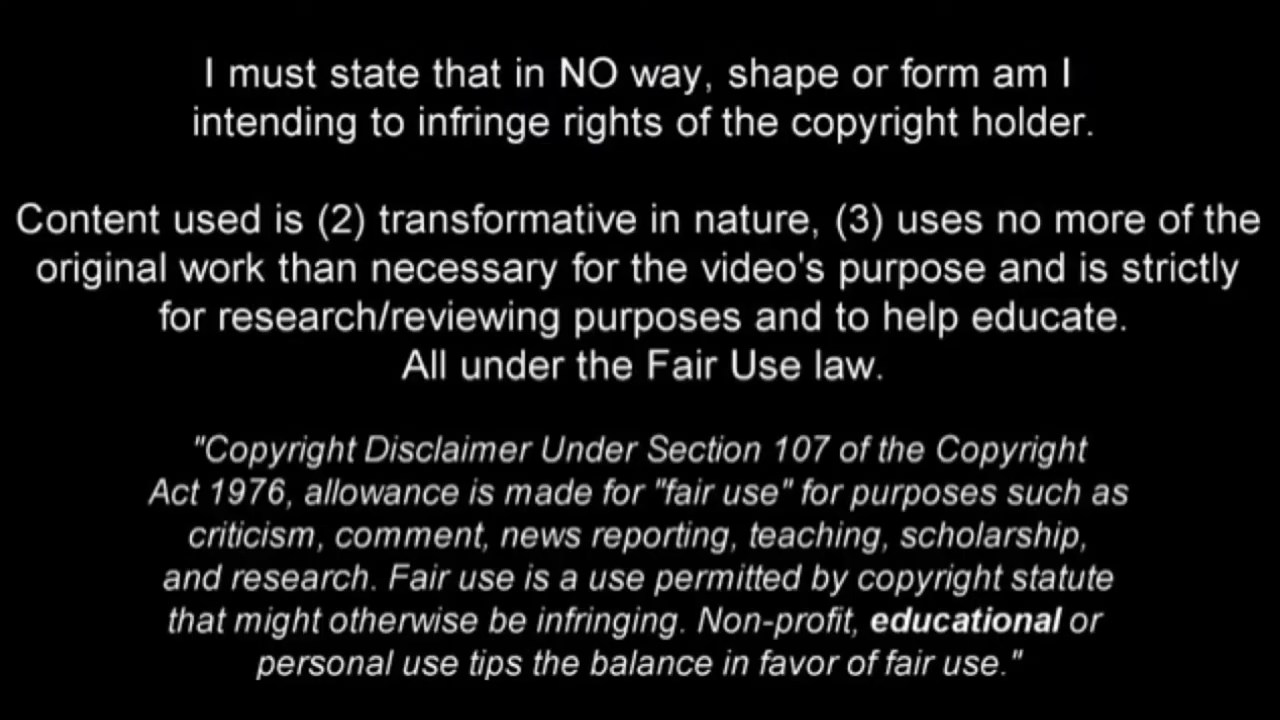 I must state that in NO way, shape or form am I
intending to infringe rights of the copyright holder.
Content used is (2) transformative in nature, (3) uses no more of the
original work than necessary for the video's purpose and is strictly
for research/reviewing purposes and to help educate.
All under the Fair Use law.
"Copyright Disclaimer Under Section 107 of the Copyright
Act 1976, allowance is made for "fair use" for purposes such as
criticism, comment, news reporting, teaching, scholarship,
and research. Fair use is a use permitted by copyright statute
that might otherwise be infringing. Non-profit, educational or
personal use tips the balance in favor of fair use."